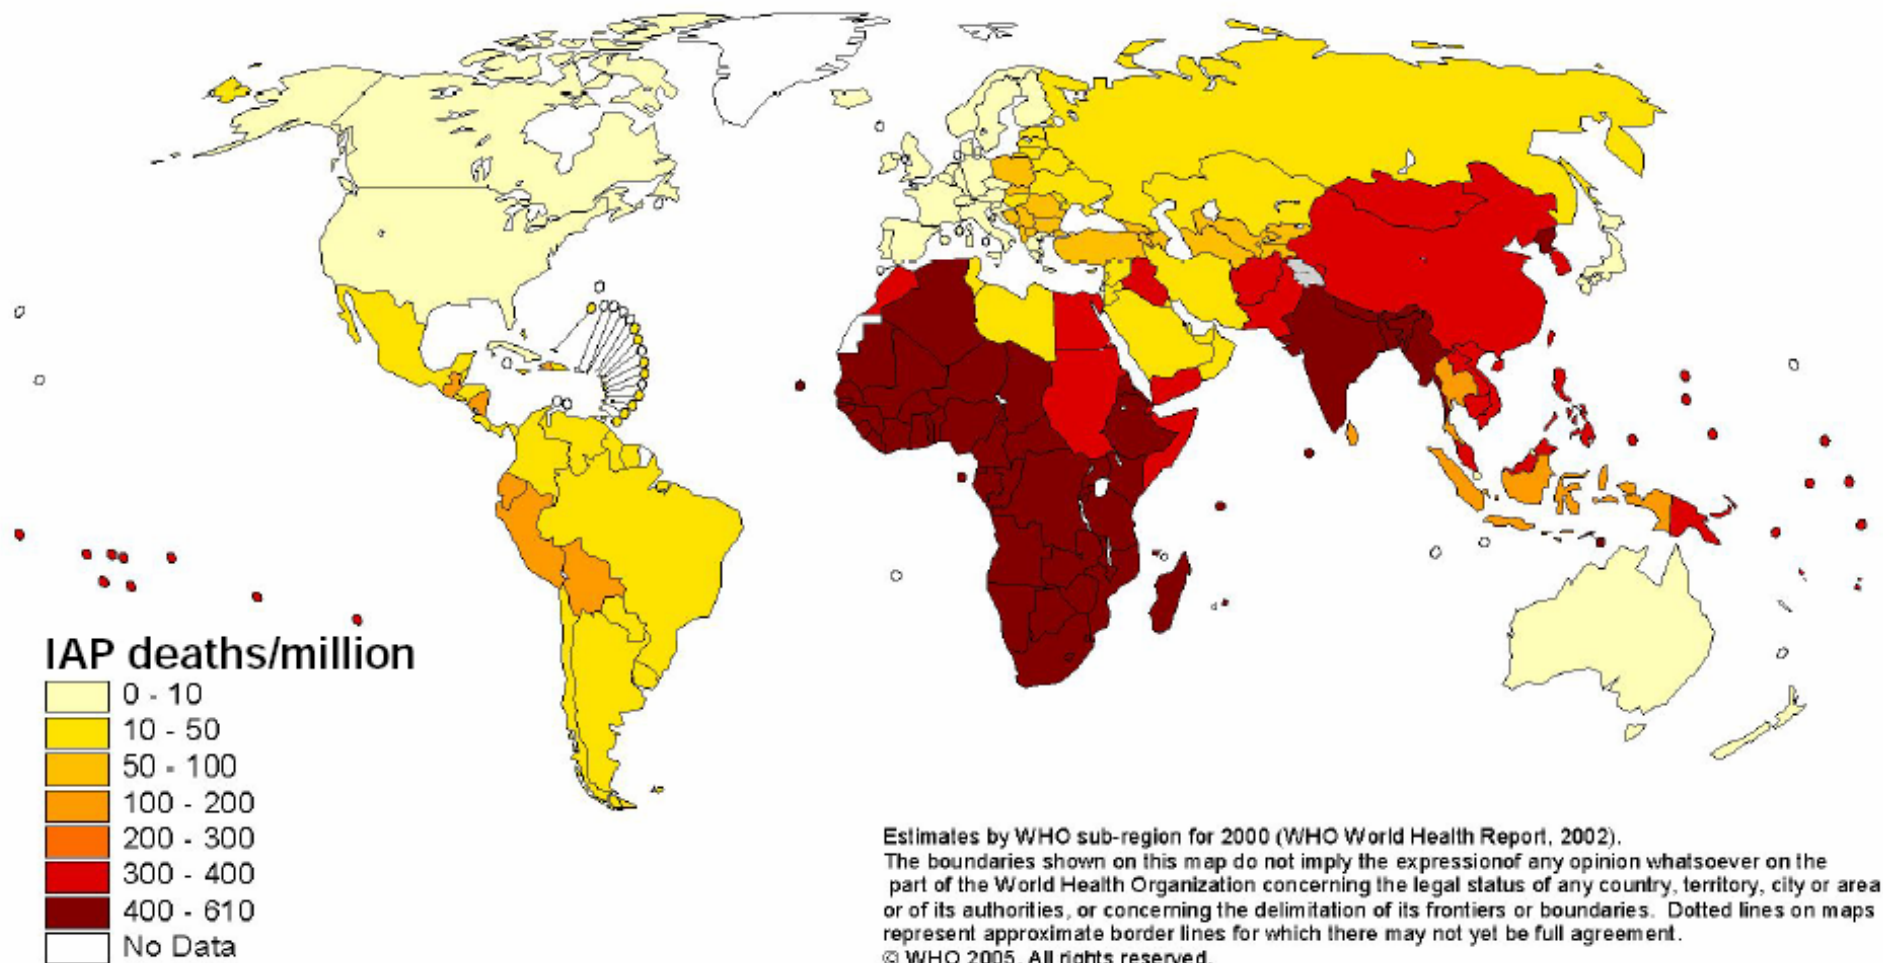 IAP deaths/million
0 - 10
10 - 50
50 - 100
100 - 200
200 - 300
300 - 400
400 - 610
No Data
Estimates by WHO sub-region for 2000 (WHO World Health Report, 2002).
The boundaries shown on this map do not imply the expressionof any opinion whatsoever on the
part of the World Health Organization concerning the legal status of any country, territory, city or area
or of its authorities, or concerning the delimitation of its frontiers or boundaries. Dotted lines on maps
represent approximate border lines for which there may not yet be full agreement.
© WHO 2005. All rights reserved.